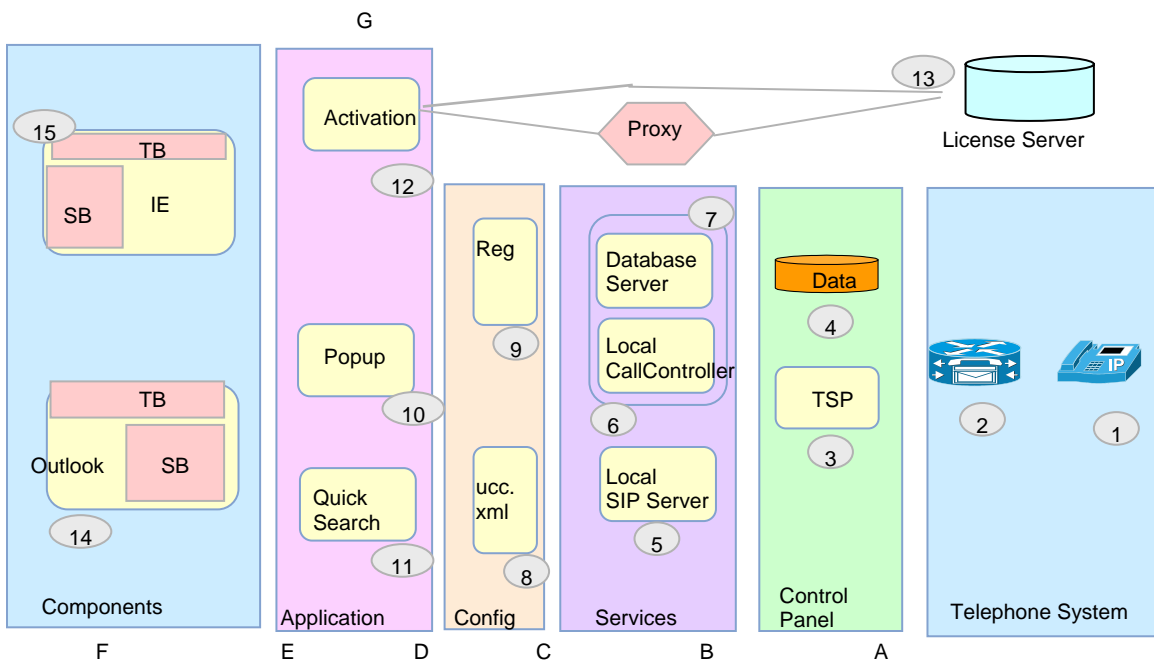 G
13
Activation
Proxy
License Server
15
TB
SB
IE
12
7
Reg
Database
Server
Data
4
9
Popup
Local
CallController
IP
TB
10
6
TSP
2
1
3
Outlook
SB
Quick
Search
ucc.
xml
Local
SIP Server
14
11
8
5
Components
Application
Config
Services
Control
Panel
Telephone System
F
E
D
C
B
A